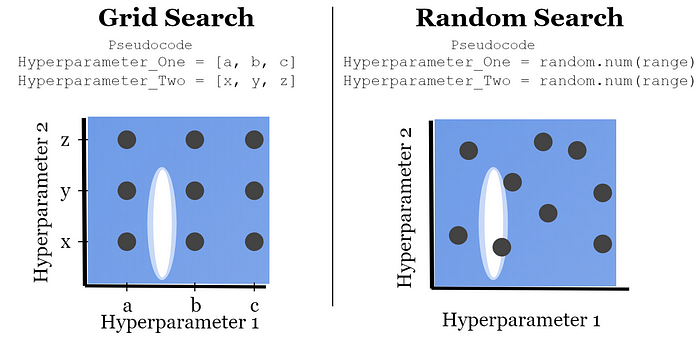 Grid Search
Pseudocode
Hyperparameter_One = [a, b, c]
Hyperparameter_Two = [x, y, z]
Hyperparameter 2
z
y
x
a b c
Hyperparameter 1
Random Search
Pseudocode
Hyperparameter_One = random.num(range)
Hyperparameter_Two = random.num(range)
Hyperparameter 2
Hyperparameter 1